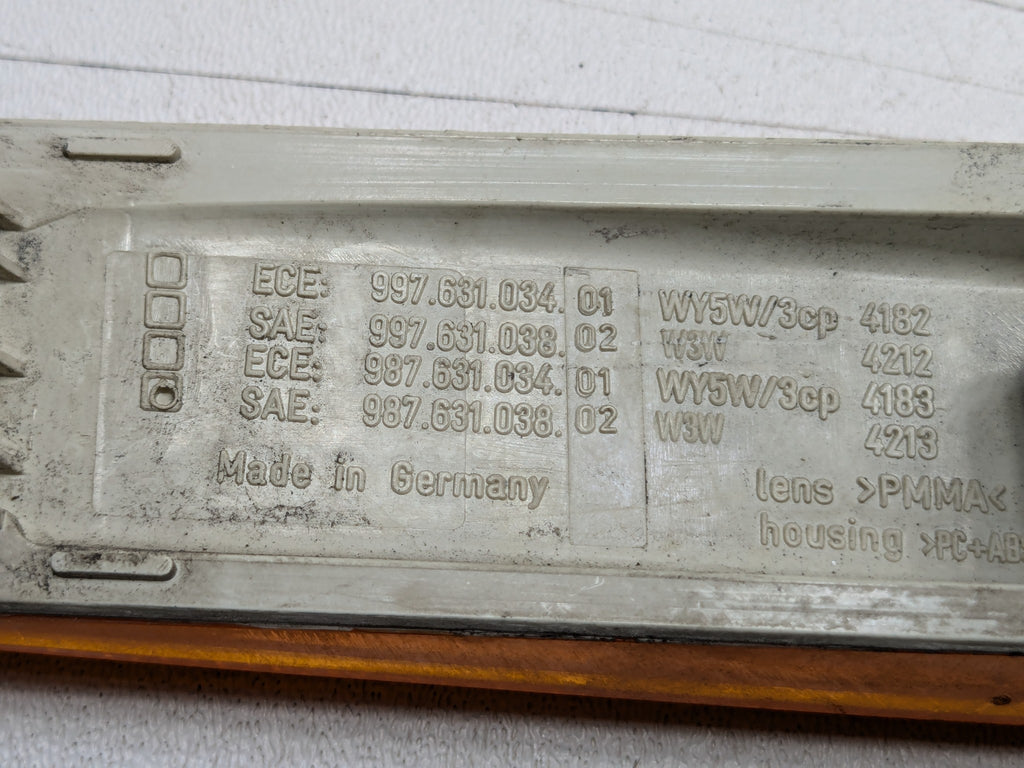 ECE: 997.631.034.01 WY5W/3cp 4182
SAE: 997.631.038.02 W3W 4212
ECE: 987.631.034.01 WY5W/3cp 4183
SAE: 987.631.038.02 W3W 4213
Made in Germany
lens >PMMA<
housing >PC+AB